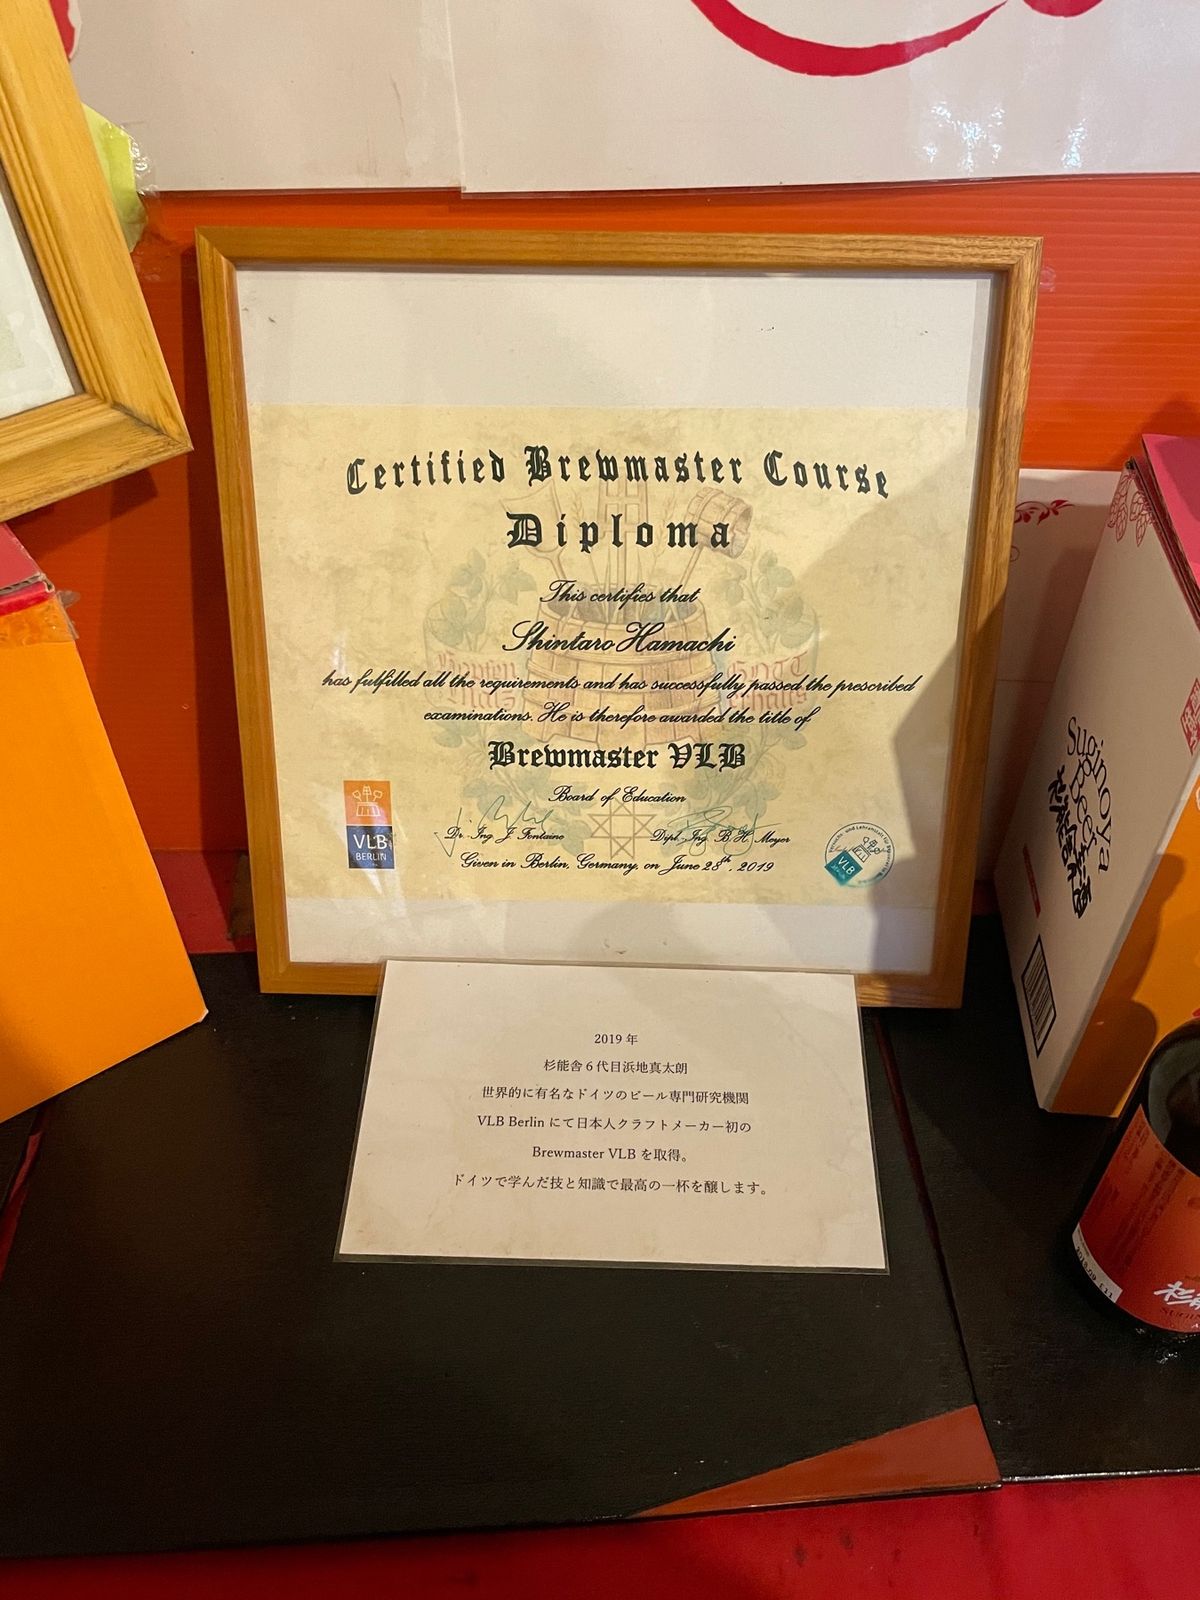 Certified Brewmaster Course
Diploma
This certifies that
Shintaro Hamachi
has fulfilled all the requirements and has successfully passed the prescribed
examinations. He is therefore awarded the title of
Brewmaster VLB
Board of Education
Dr. Ing. J. Fontaine
Dipl.-Ing. B. H. Meyer
Given in Berlin, Germany, on June 28th, 2019
VLB
BERLIN
VLB
2019 年
杉能舎 6 代目浜地真太朗
世界的に有名なドイツのビール専門研究機関
VLB Berlin にて日本人クラフトメーカー初の
Brewmaster VLB を取得。
ドイツで学んだ技と知識で最高の一杯を醸します。
Suginoya
Beer